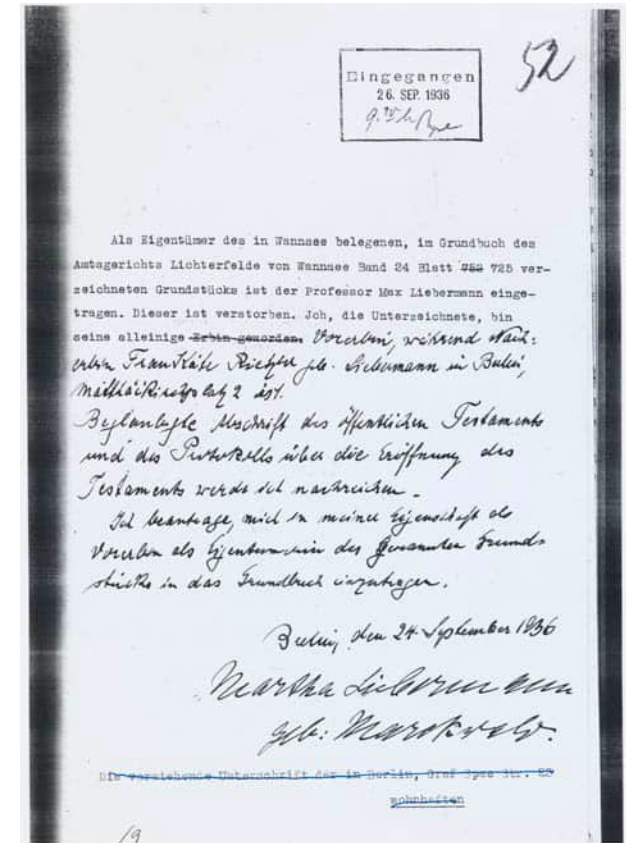 52
Eingegangen
26. SEP. 1936
Als Eigentümer des in Wannsee belegenen, im Grundbuch des
Amtsgerichts Lichterfelde von Wannsee Band 24 Blatt 752 725 ver-
zeichneten Grundstücks ist der Professor Max Liebermann einge-
tragen. Dieser ist verstorben. Jch, die Unterzeichnete, bin
seine alleinige Erbin geworden. Vorerbin, während Nach:
erbin Frau Käte Riezler geb. Liebermann in Berlin,
Matthäikirchplatz 2 ist.
Beglaubigte Abschrift des öffentlichen Testaments
und des Protokolls über die Eröffnung des
Testaments werde ich nachreichen.
Ich beantrage, mich in meiner Eigenschaft als
Vorerbin als Eigentümerin des genannten Grund-
stücks in das Grundbuch einzutragen.
Berlin, den 24. September 1936
Martha Liebermann
geb: Marckwald.
Die vorstehende Unterschrift der in Berlin, Graf Spee Str. 23
wohnhaften
19